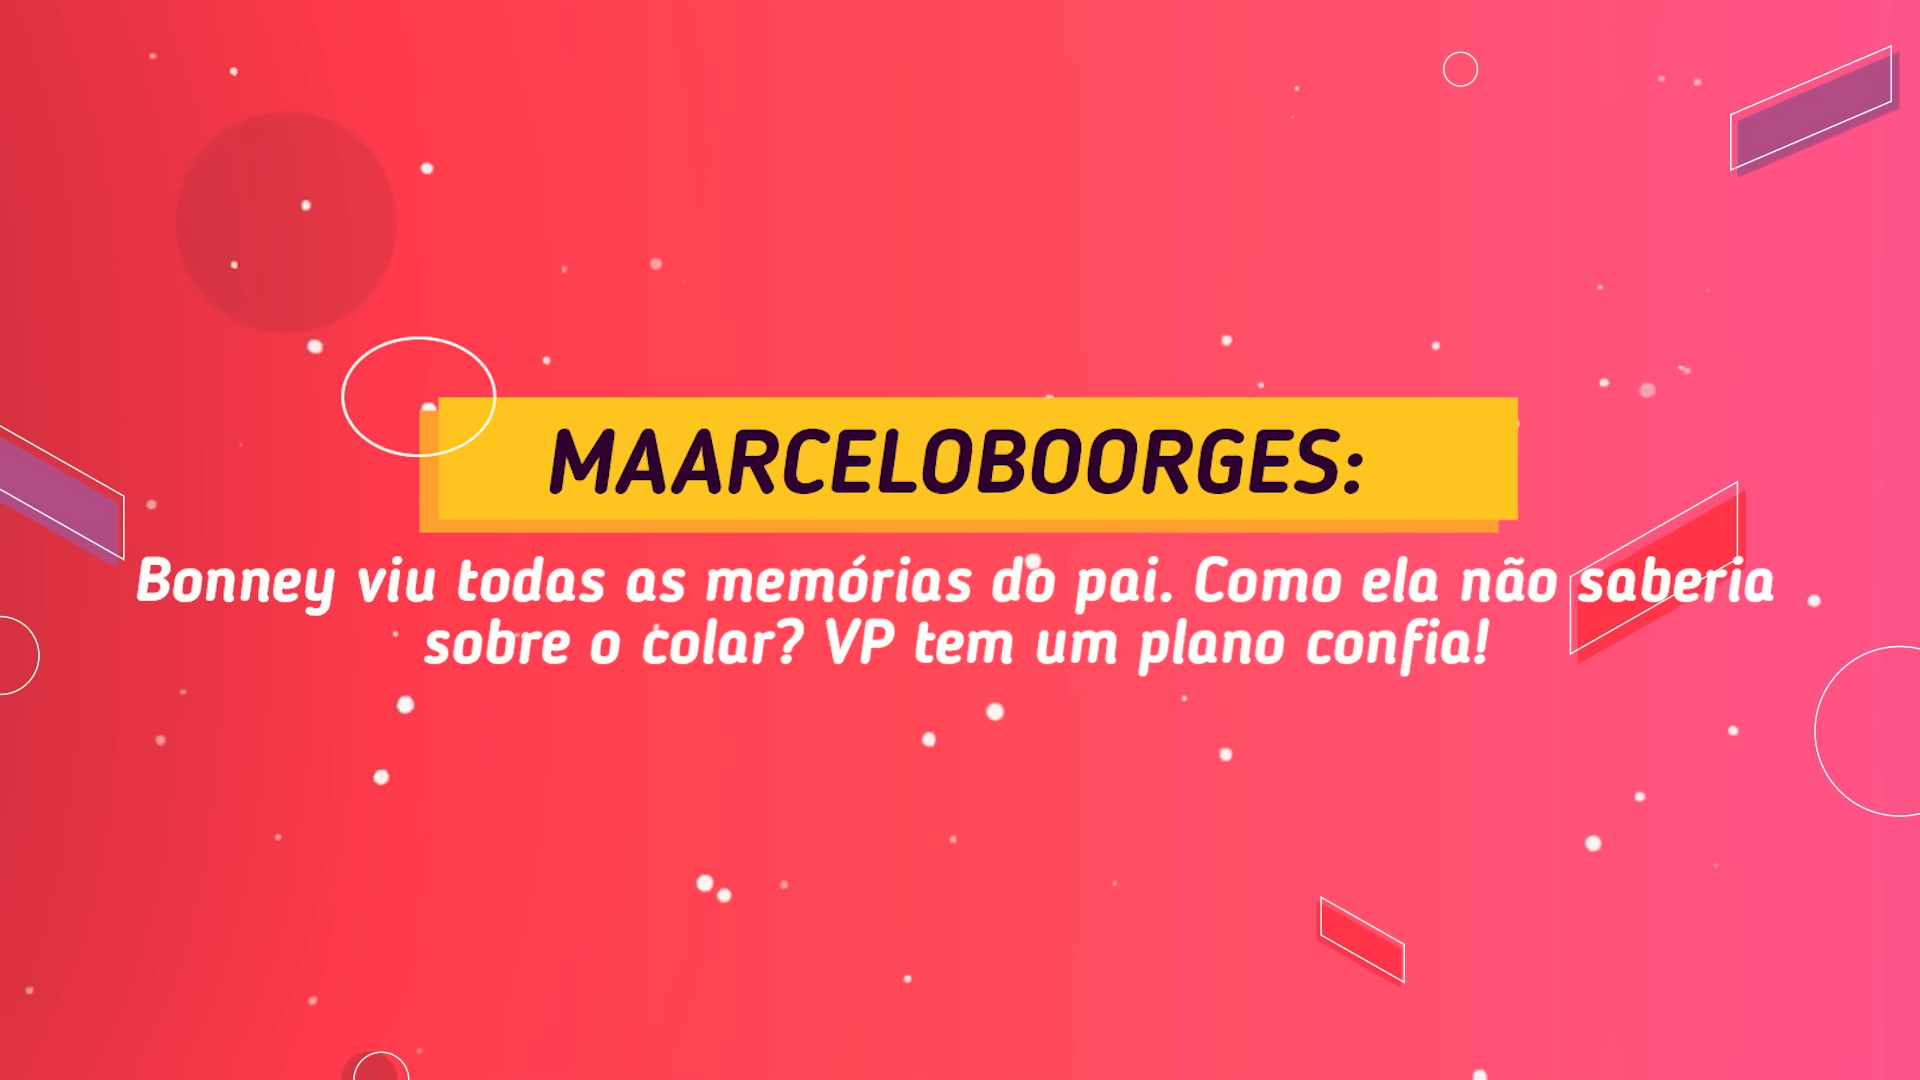 MAARCELOBOORGES:
Bonney viu todas as memórias do pai. Como ela não saberia
sobre o colar? VP tem um plano confia!